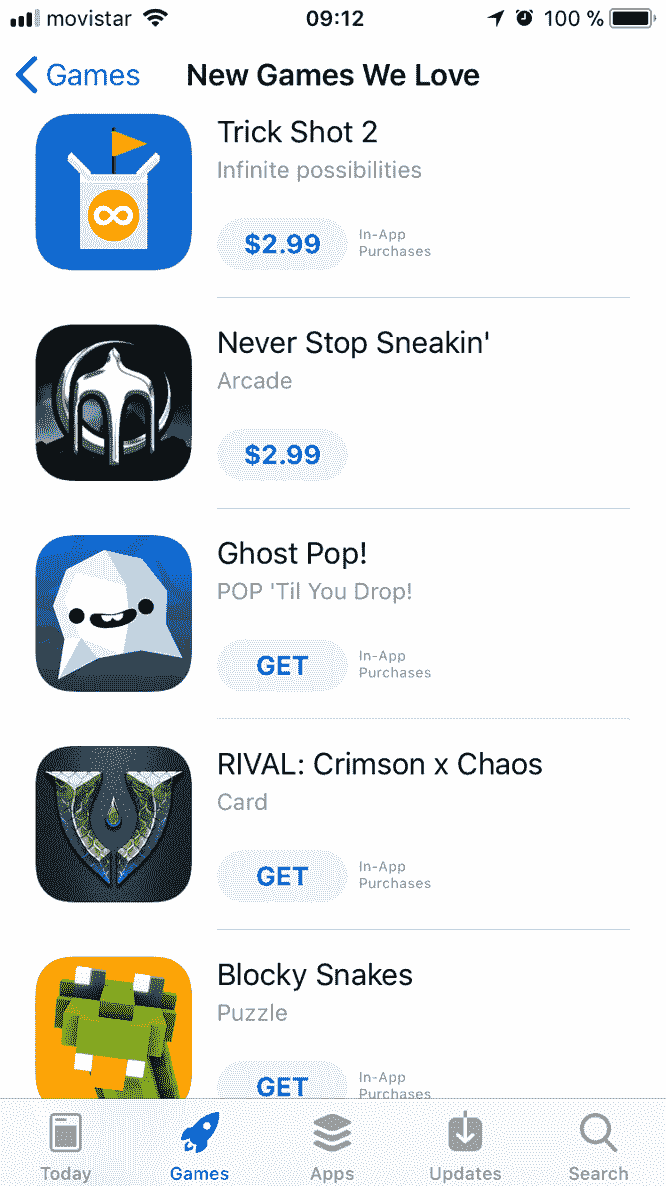 movistar 09:12 100 %
Games New Games We Love
Trick Shot 2
Infinite possibilities
$2.99 In-App
Purchases
Never Stop Sneakin'
Arcade
$2.99
Ghost Pop!
POP 'Til You Drop!
GET In-App
Purchases
RIVAL: Crimson x Chaos
Card
GET In-App
Purchases
Blocky Snakes
Puzzle
GET In-App
Purchases
Today Games Apps Updates Search